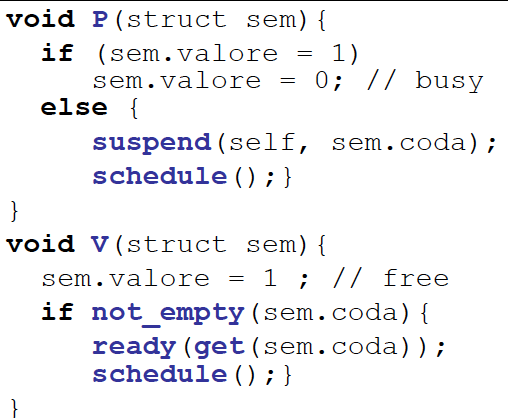 void P(struct sem){
if (sem.valore = 1)
sem.valore = 0; // busy
else {
suspend(self, sem.coda);
schedule();}
}
void V(struct sem){
sem.valore = 1 ; // free
if not_empty(sem.coda){
ready(get(sem.coda));
schedule();}
}